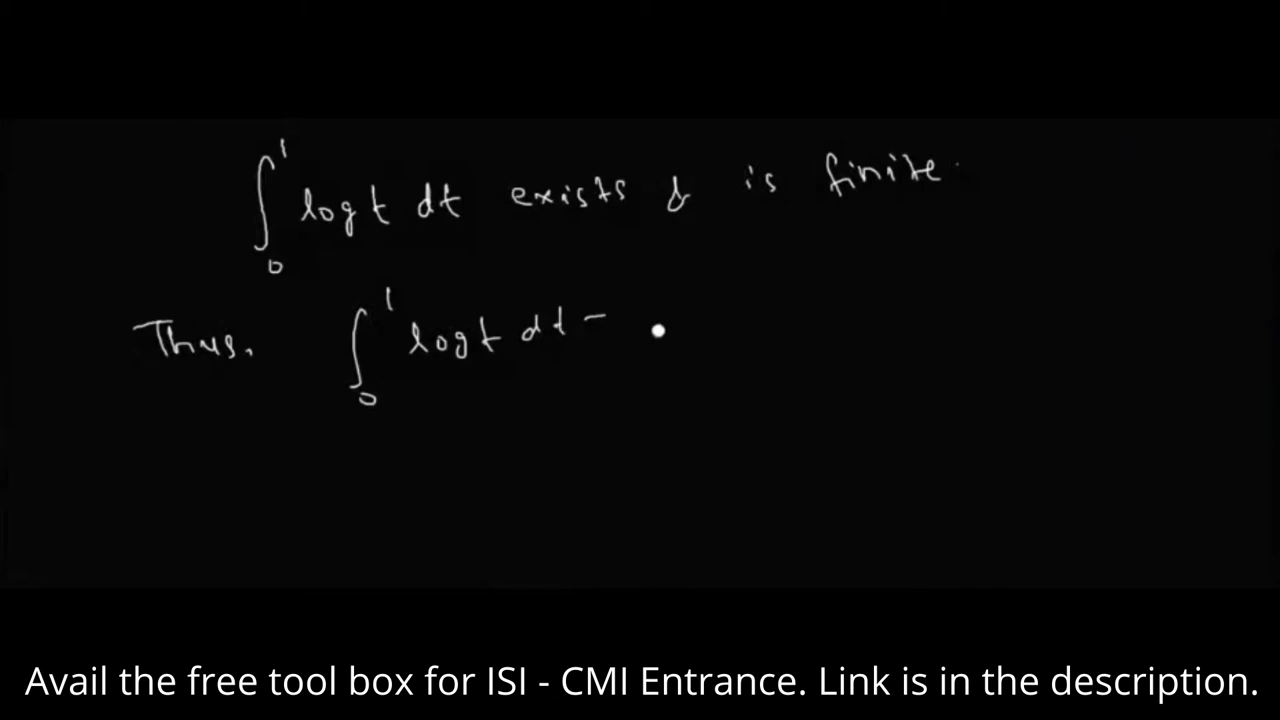 ∫₀¹ log t dt exists & is finite.
Thus. ∫₀¹ log t dt –
Avail the free tool box for ISI - CMI Entrance. Link is in the description.